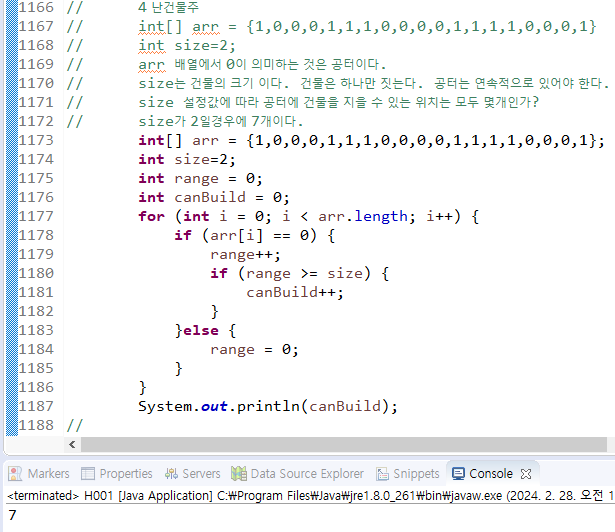 1166 //      4 난건물주
1167 //      int[] arr = {1,0,0,0,1,1,1,0,0,0,0,1,1,1,1,0,0,0,1}
1168 //      int size=2;
1169 //      arr 배열에서 0이 의미하는 것은 공터이다.
1170 //      size는 건물의 크기 이다. 건물은 하나만 짓는다. 공터는 연속적으로 있어야 한다.
1171 //      size 설정값에 따라 공터에 건물을 지을 수 있는 위치는 모두 몇개인가?
1172 //      size가 2일경우에 7개이다.
1173         int[] arr = {1,0,0,0,1,1,1,0,0,0,0,1,1,1,1,0,0,0,1};
1174         int size=2;
1175         int range = 0;
1176         int canBuild = 0;
1177         for (int i = 0; i < arr.length; i++) {
1178             if (arr[i] == 0) {
1179                 range++;
1180                 if (range >= size) {
1181                     canBuild++;
1182                 }
1183             }else {
1184                 range = 0;
1185             }
1186         }
1187         System.out.println(canBuild);
1188 //
Markers Properties Servers Data Source Explorer Snippets Console
<terminated> H001 [Java Application] C:₩Program Files₩Java₩jre1.8.0_261₩bin₩javaw.exe (2024. 2. 28. 오전 1
7